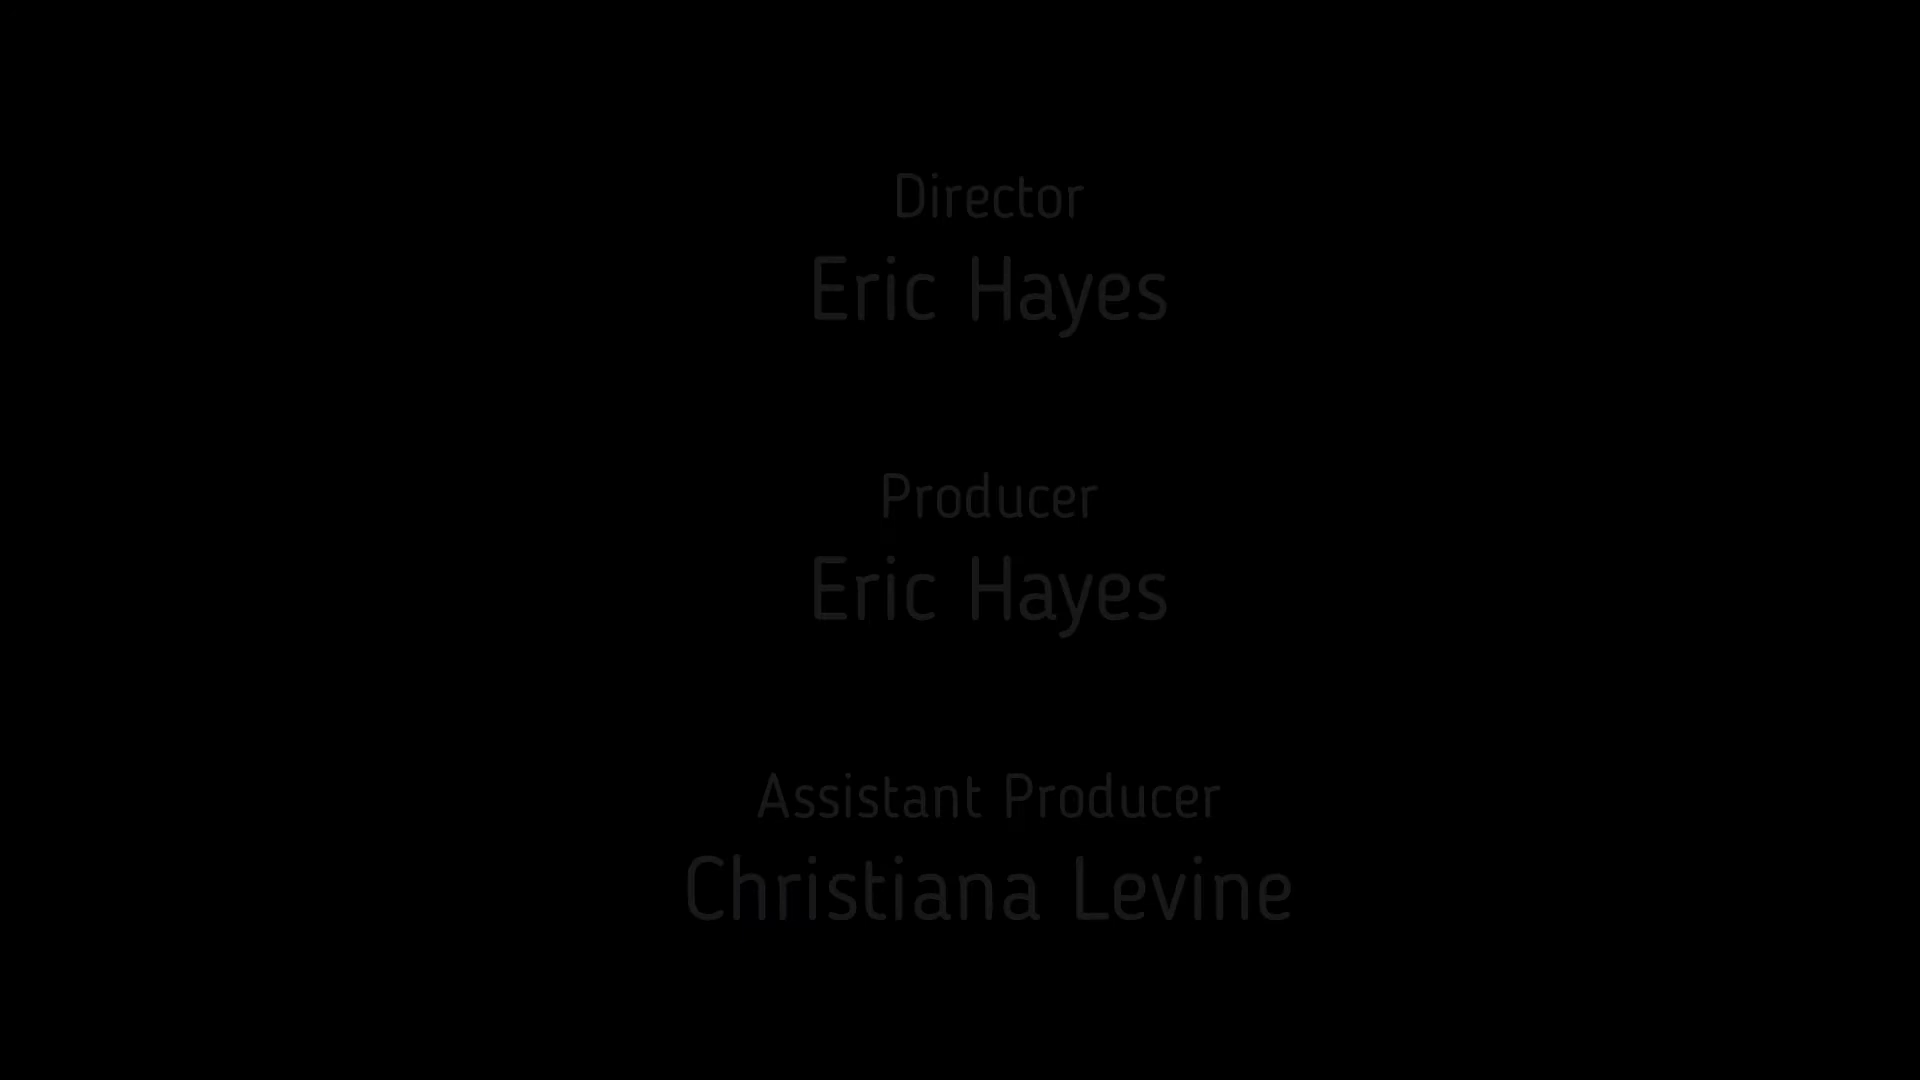 Director
Eric Hayes
Producer
Eric Hayes
Assistant Producer
Christiana Levine